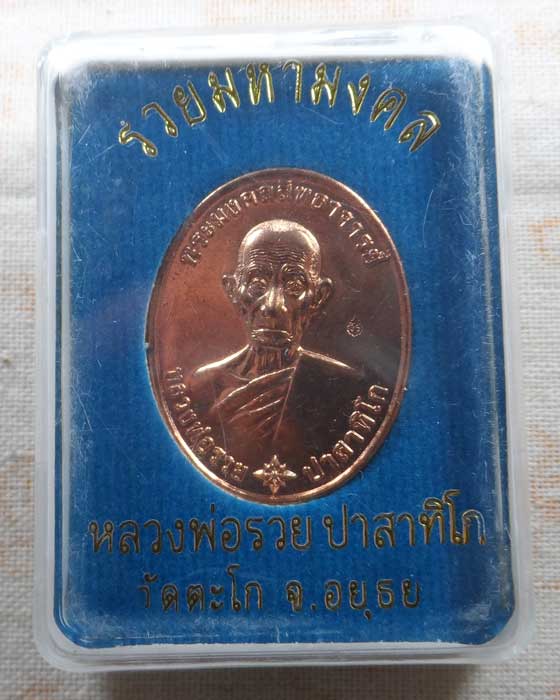 รวยมหามงคล
พระมงคลสิทธาจารย์
หลวงพ่อรวย ปาสาทิโก
หลวงพ่อรวย ปาสาทิโก
วัดตะโก จ.อยุธยา